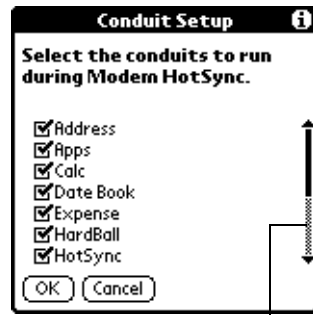 Conduit Setup
Select the conduits to run
during Modem HotSync.
Address
Apps
Calc
Date Book
Expense
HardBall
HotSync
OK Cancel